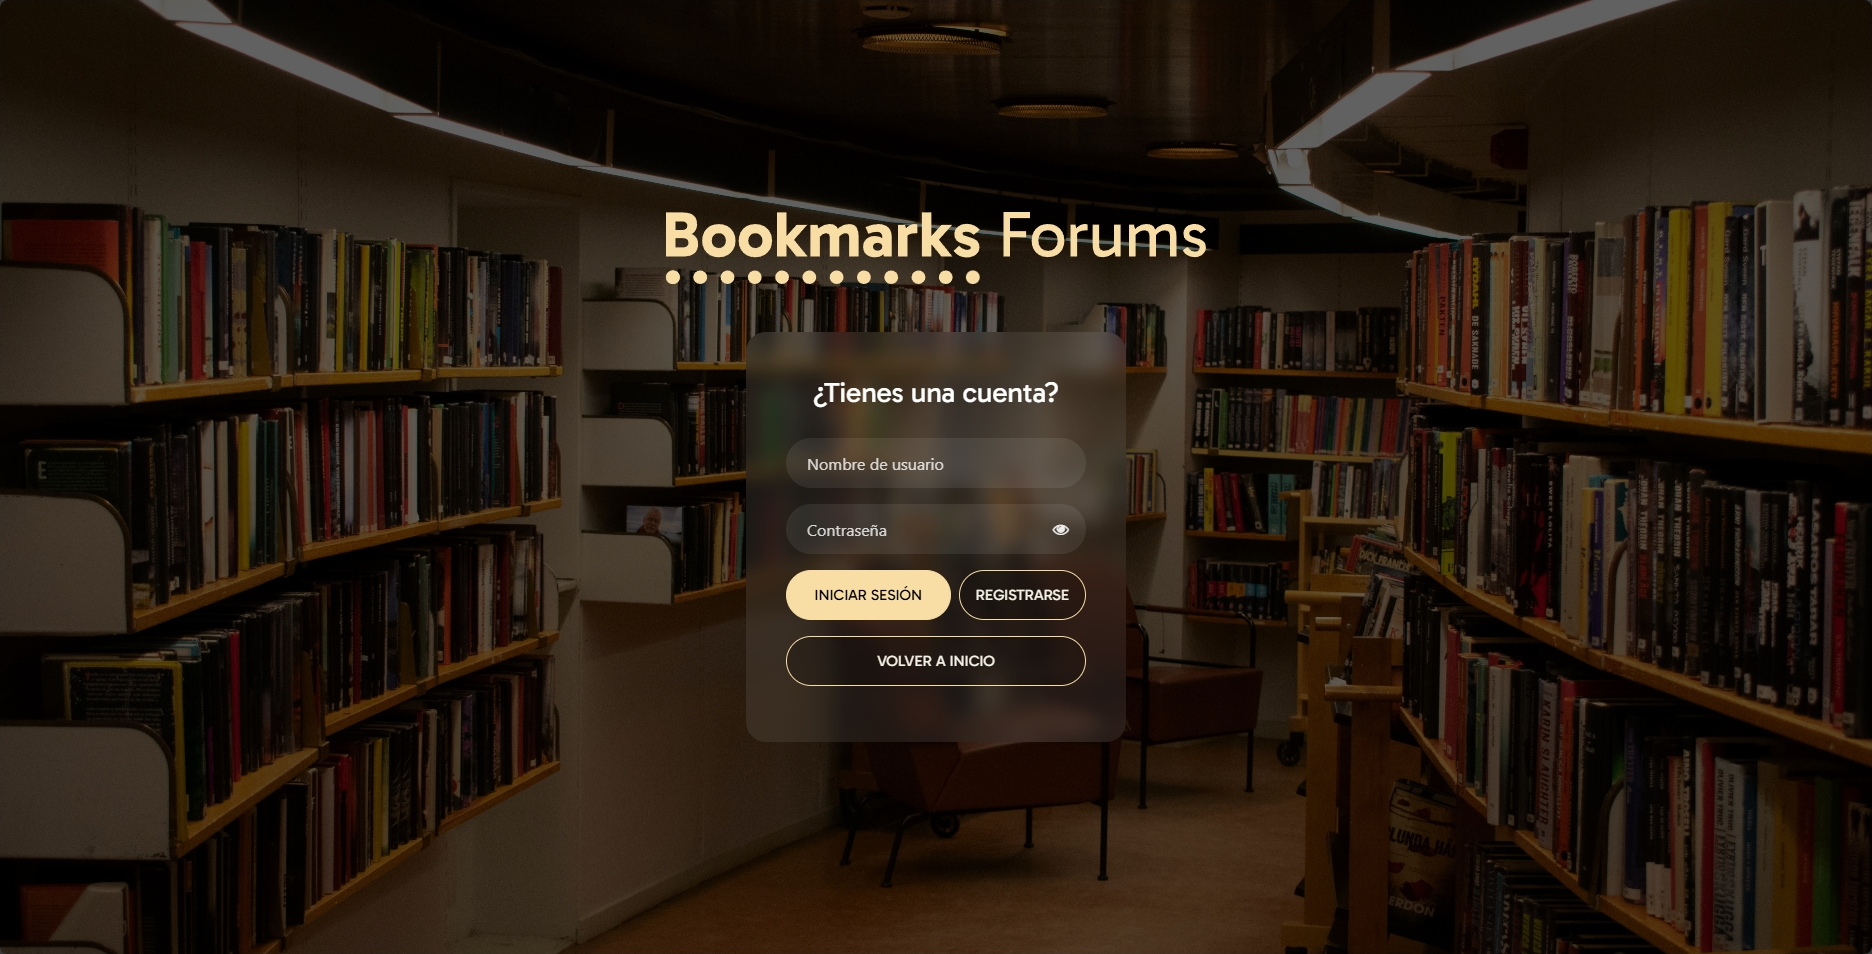 Bookmarks Forums
¿Tienes una cuenta?
Nombre de usuario
Contraseña
INICIAR SESIÓN
REGISTRARSE
VOLVER A INICIO